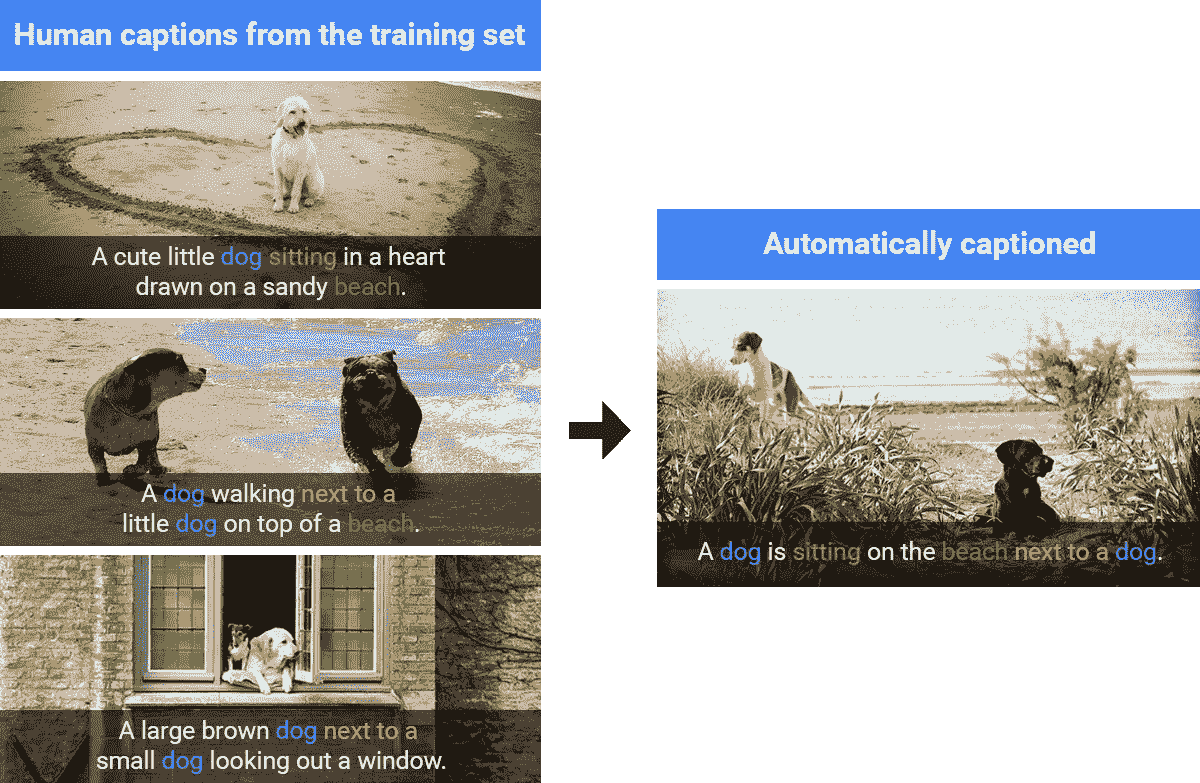 Human captions from the training set
A cute little dog sitting in a heart
drawn on a sandy beach.
A dog walking next to a
little dog on top of a beach.
A large brown dog next to a
small dog looking out a window.
Automatically captioned
A dog is sitting on the beach next to a dog.